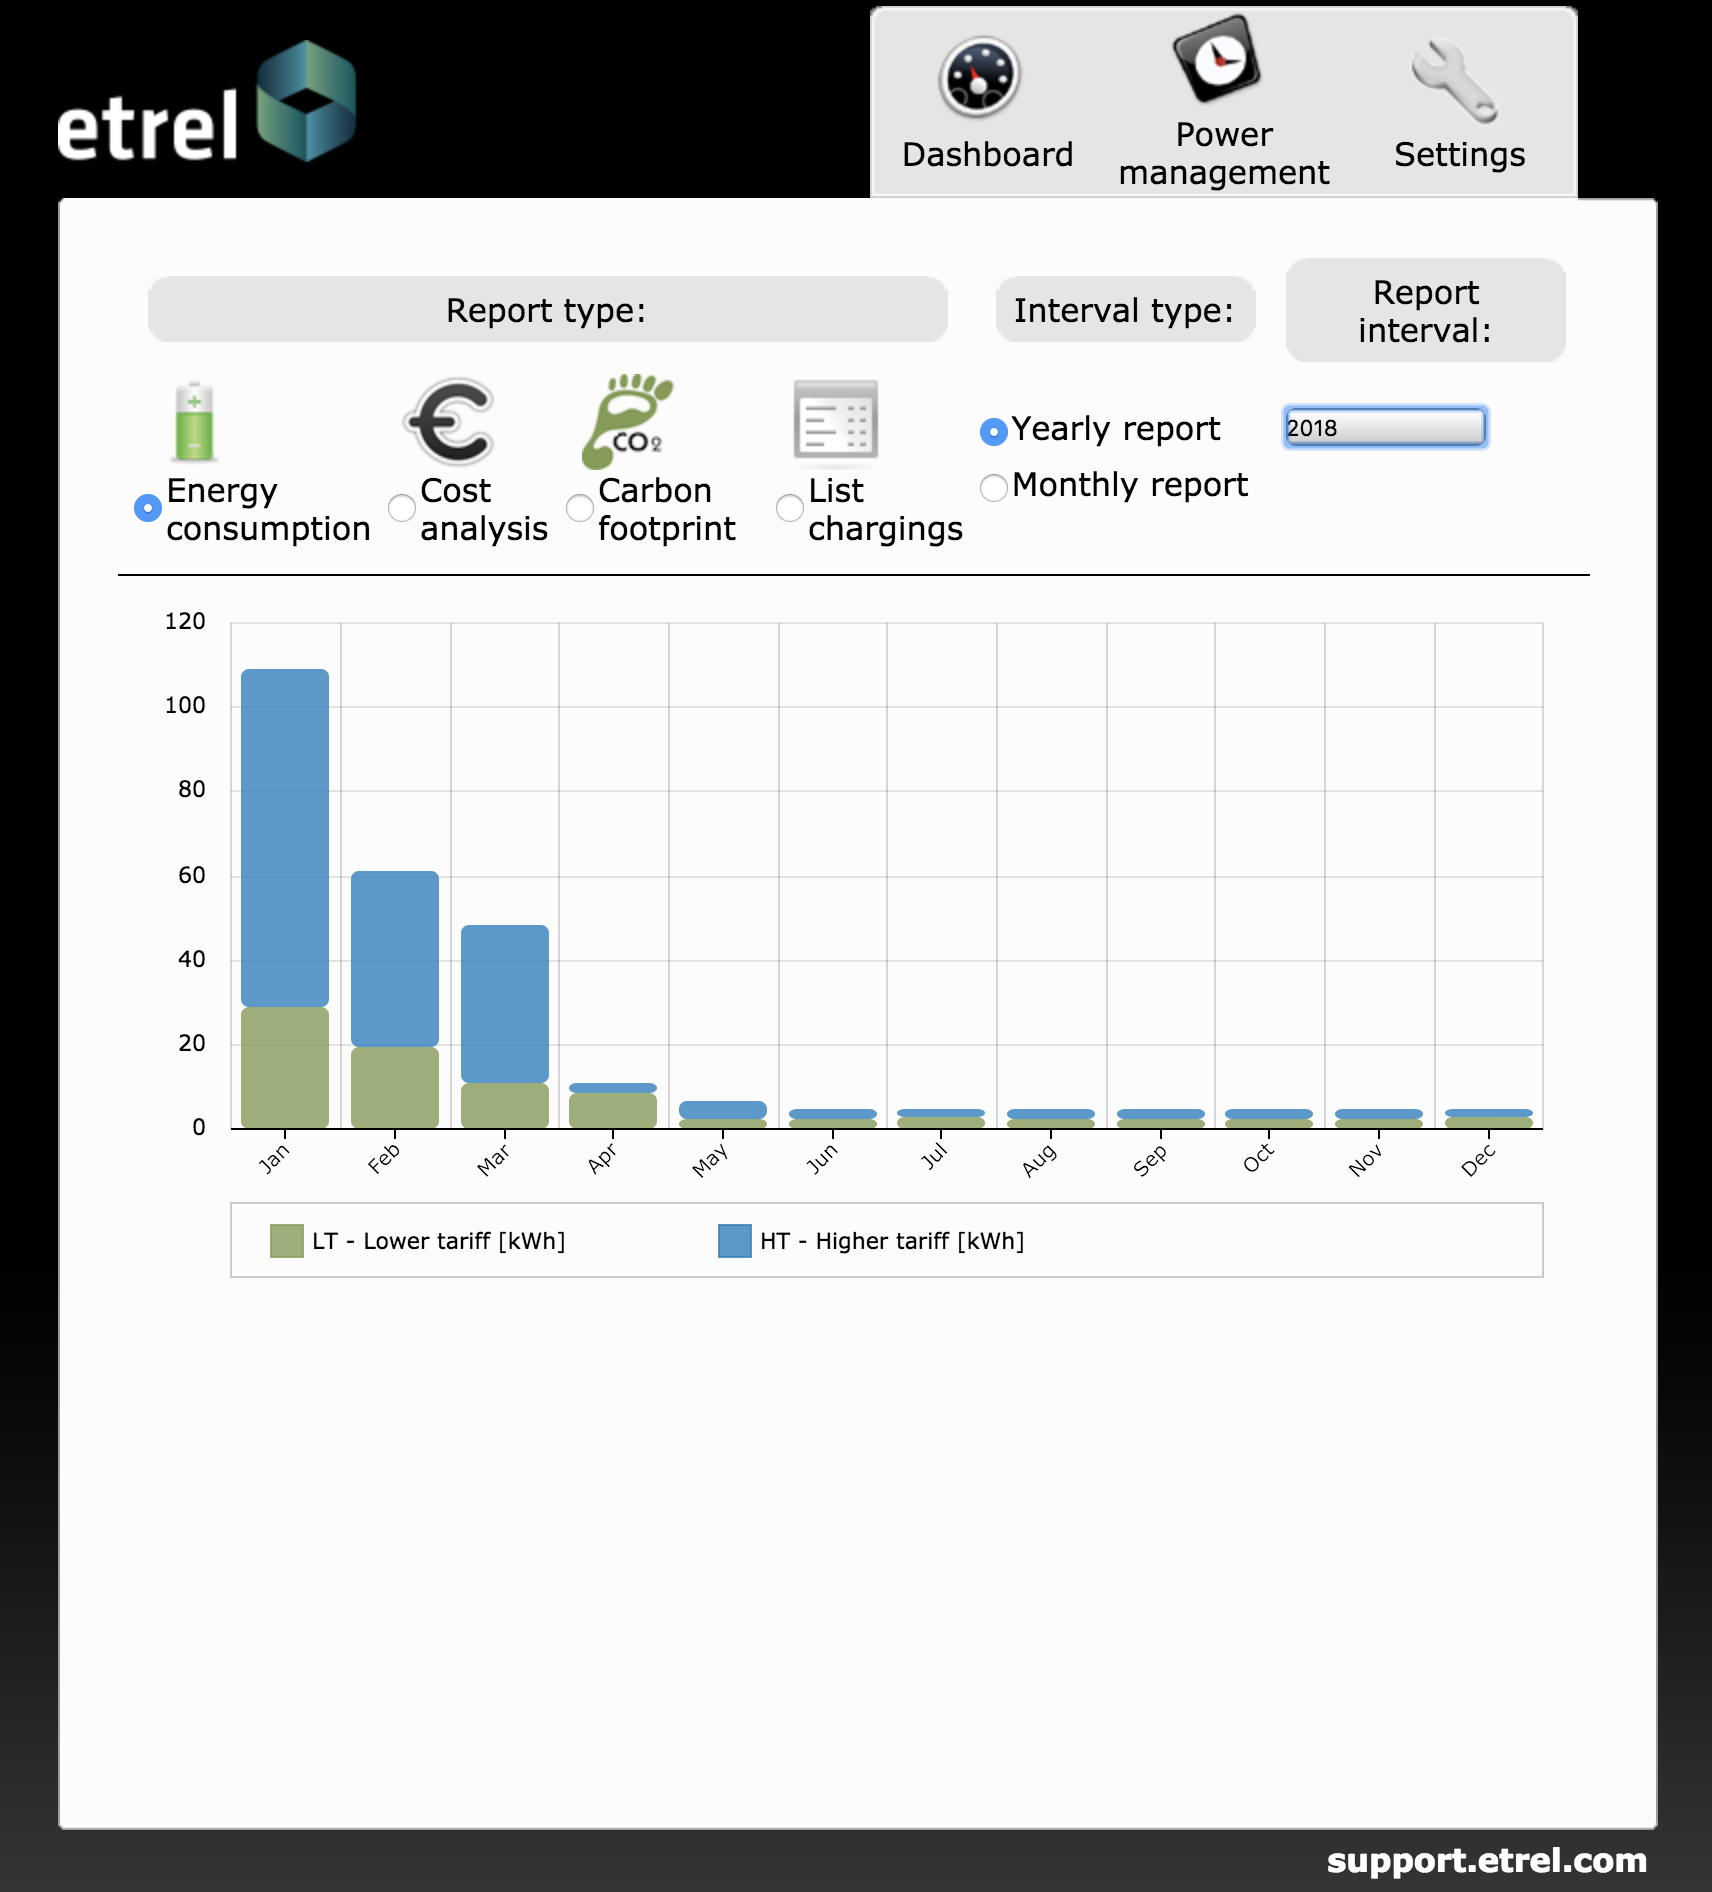 etrel
Dashboard
Power
management
Settings
Report type:
Interval type:
Report
interval:
CO2
Energy
consumption
Cost
analysis
Carbon
footprint
List
chargings
Yearly report
Monthly report
2018
120
100
80
60
40
20
0
Jan
Feb
Mar
Apr
May
Jun
Jul
Aug
Sep
Oct
Nov
Dec
LT - Lower tariff [kWh]
HT - Higher tariff [kWh]
support.etrel.com